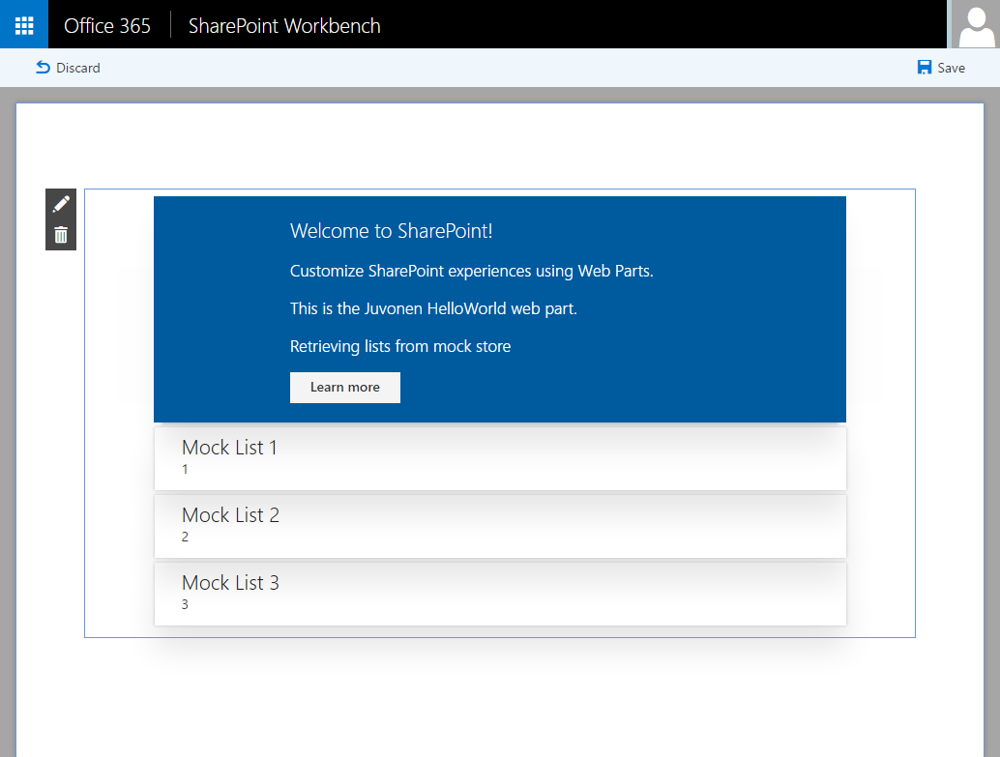 Office 365 SharePoint Workbench
Discard Save
Welcome to SharePoint!
Customize SharePoint experiences using Web Parts.
This is the Juvonen HelloWorld web part.
Retrieving lists from mock store
Learn more
Mock List 1
1
Mock List 2
2
Mock List 3
3